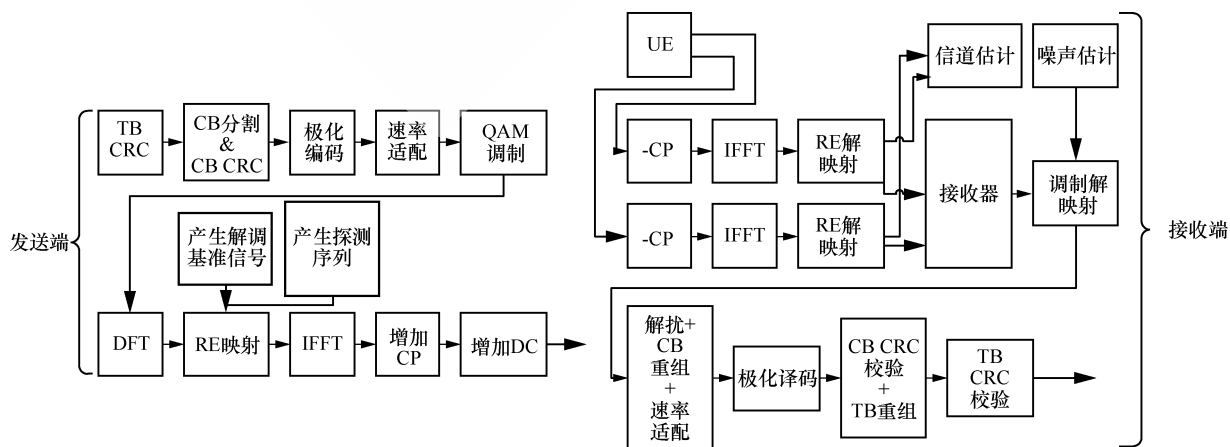 TB
CRC
CB分割
&
CB CRC
极化
编码
速率
适配
QAM
调制
发送端
产生解调
基准信号
产生探测
序列
DFT
RE映射
IFFT
增加
CP
增加DC
UE
信道估计
噪声估计
-CP
IFFT
RE解
映射
接收器
调制解
映射
-CP
IFFT
RE解
映射
接收端
解扰+
CB
重组
+
速率
适配
极化译码
CB CRC
校验
+
TB重组
TB
CRC
校验